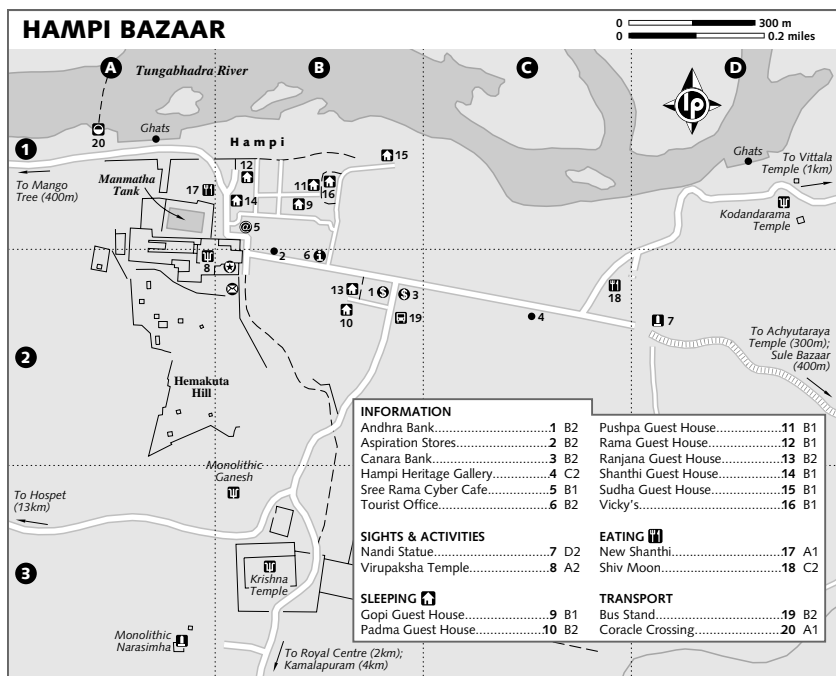 HAMPI BAZAAR
0 300 m
0 0.2 miles
A
B
C
D
Tungabhadra River
lp
20
Ghats
Hampi
1
12
15
Ghats
To Vittala
Temple (1km)
To Mango
Tree (400m)
Manmatha
Tank
17
11
16
14
9
Kodandarama
Temple
@ 5
8
2
6 i
13
1 $
$ 3
18
10
19
4
7
2
To Achyutaraya
Temple (300m);
Sule Bazaar
(400m)
Hemakuta
Hill
Monolithic
Ganesh
To Hospet
(13km)
3
Krishna
Temple
Monolithic
Narasimha
To Royal Centre (2km);
Kamalapuram (4km)
INFORMATION
Andhra Bank 1 B2
Aspiration Stores 2 B2
Canara Bank 3 B2
Hampi Heritage Gallery 4 C2
Sree Rama Cyber Cafe 5 B1
Tourist Office 6 B2
SIGHTS & ACTIVITIES
Nandi Statue 7 D2
Virupaksha Temple 8 A2
SLEEPING
Gopi Guest House 9 B1
Padma Guest House 10 B2
Pushpa Guest House 11 B1
Rama Guest House 12 B1
Ranjana Guest House 13 B2
Shanthi Guest House 14 B1
Sudha Guest House 15 B1
Vicky's 16 B1
EATING
New Shanthi 17 A1
Shiv Moon 18 C2
TRANSPORT
Bus Stand 19 B2
Coracle Crossing 20 A1